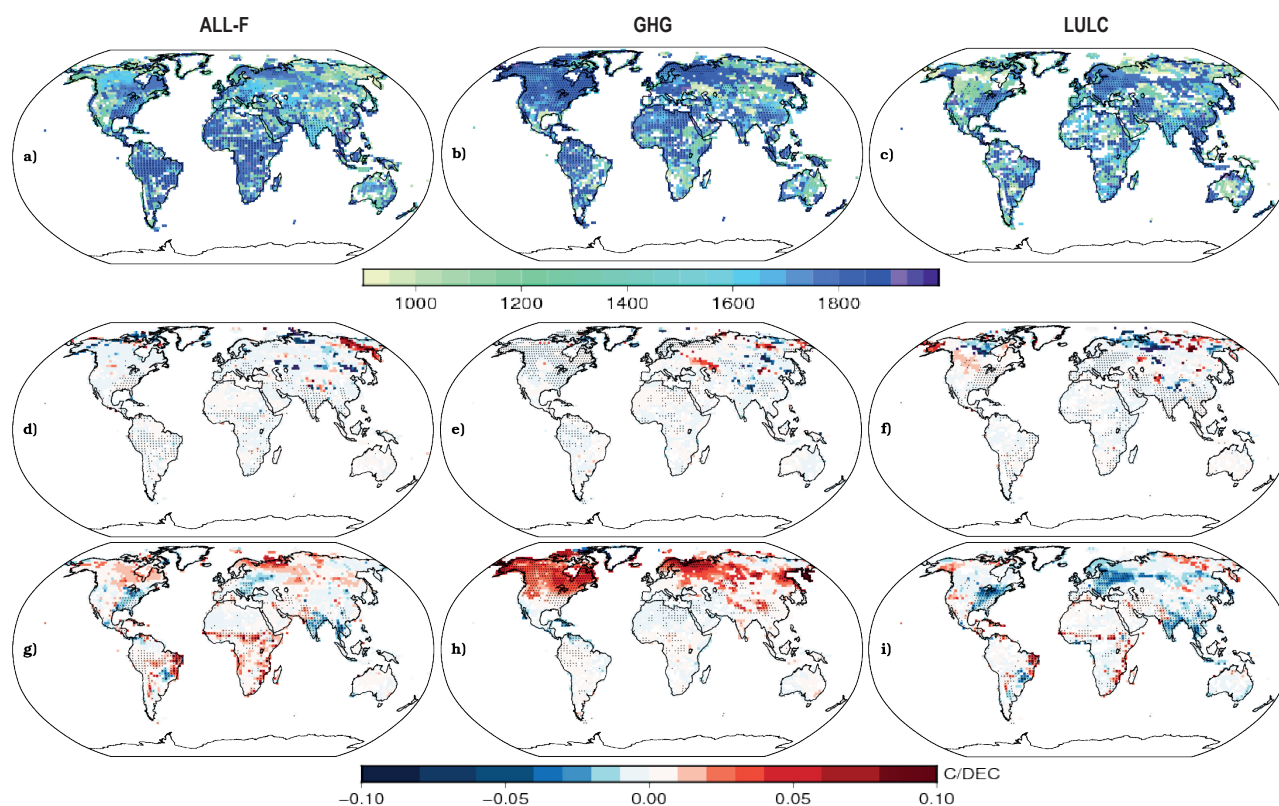 ALL-F GHG LULC
a) b) c)
1000 1200 1400 1600 1800
d) e) f)
g) h) i)
C/DEC
−0.10 −0.05 0.00 0.05 0.10